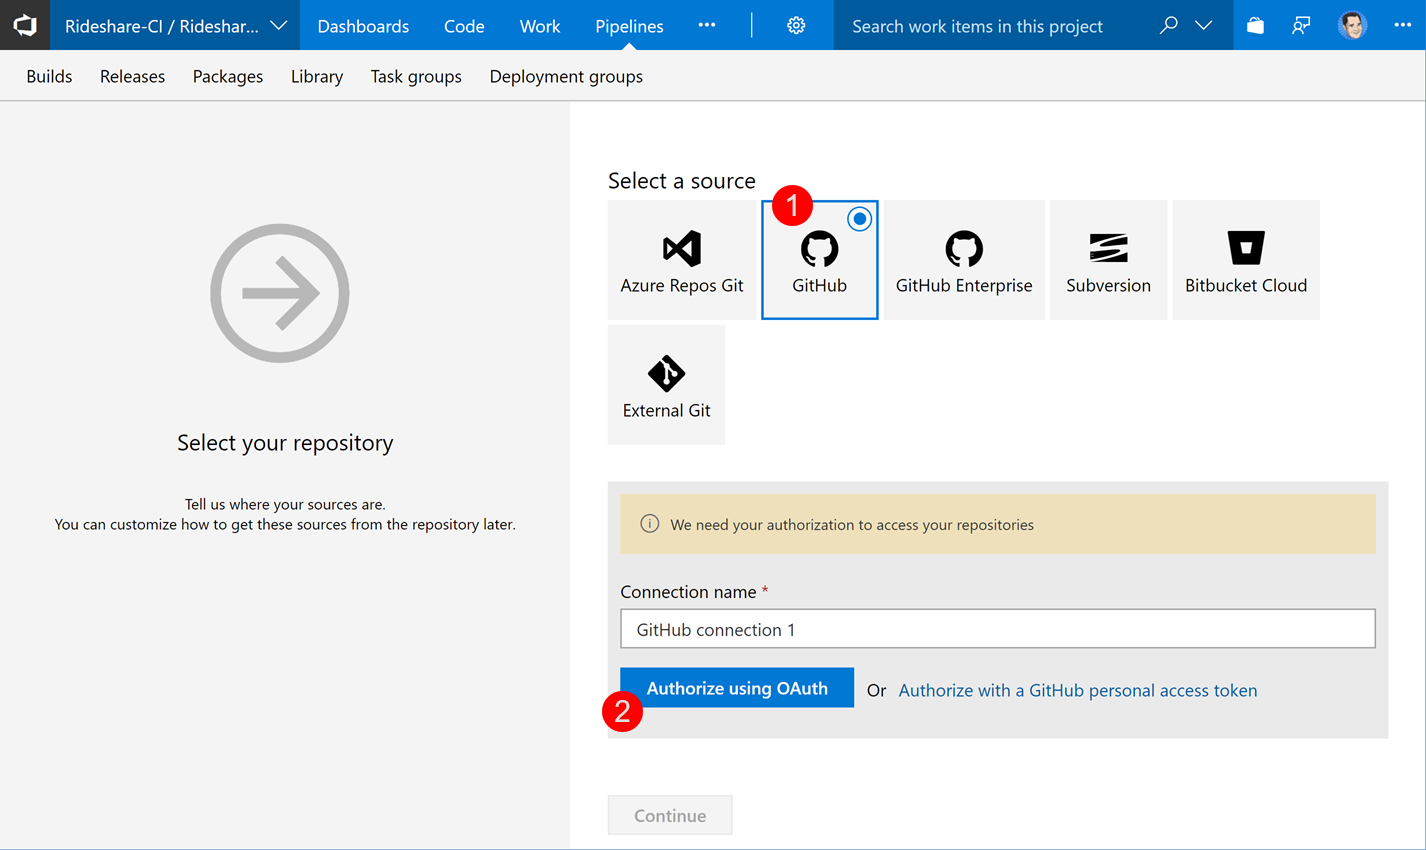 Rideshare-CI / Rideshar...
Dashboards
Code
Work
Pipelines
Search work items in this project
Builds
Releases
Packages
Library
Task groups
Deployment groups
Select your repository
Tell us where your sources are.
You can customize how to get these sources from the repository later.
Select a source
1
Azure Repos Git
GitHub
GitHub Enterprise
Subversion
Bitbucket Cloud
External Git
We need your authorization to access your repositories
Connection name *
GitHub connection 1
Authorize using OAuth Or Authorize with a GitHub personal access token
2
Continue